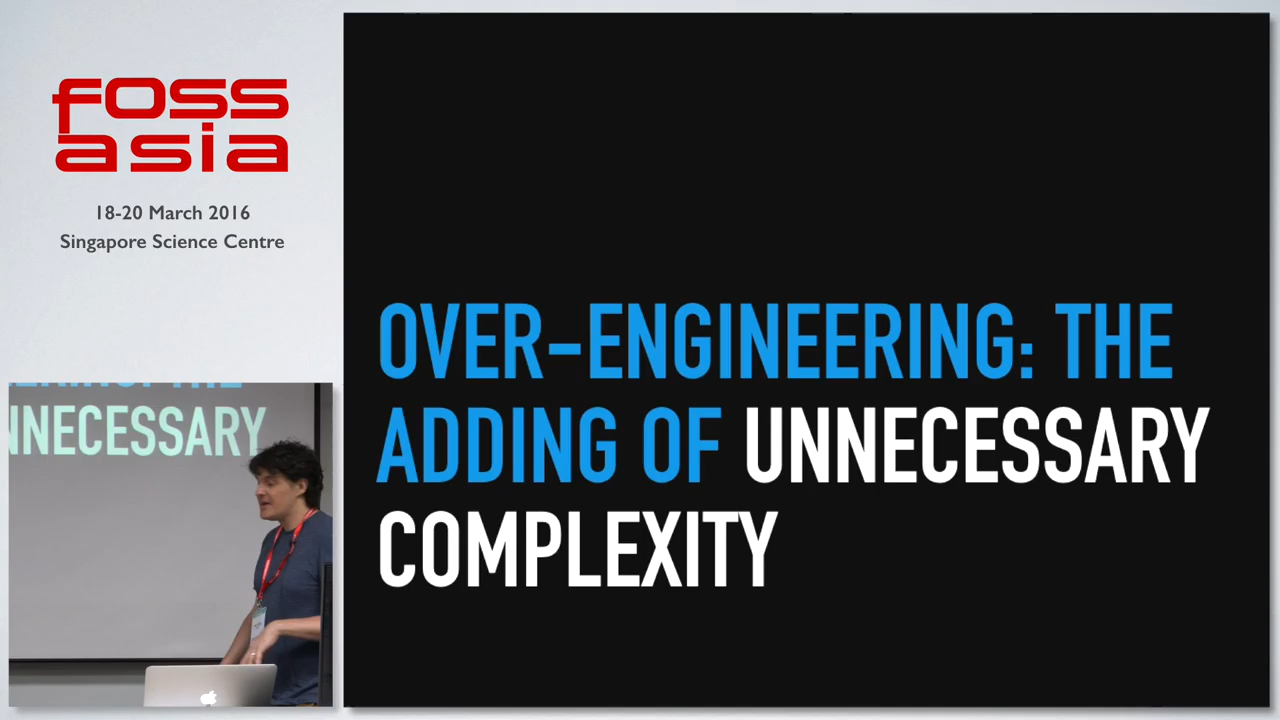 foss
asia
18-20 March 2016
Singapore Science Centre
OVER-ENGINEERING: THE
ADDING OF UNNECESSARY
COMPLEXITY
NNECESSARY